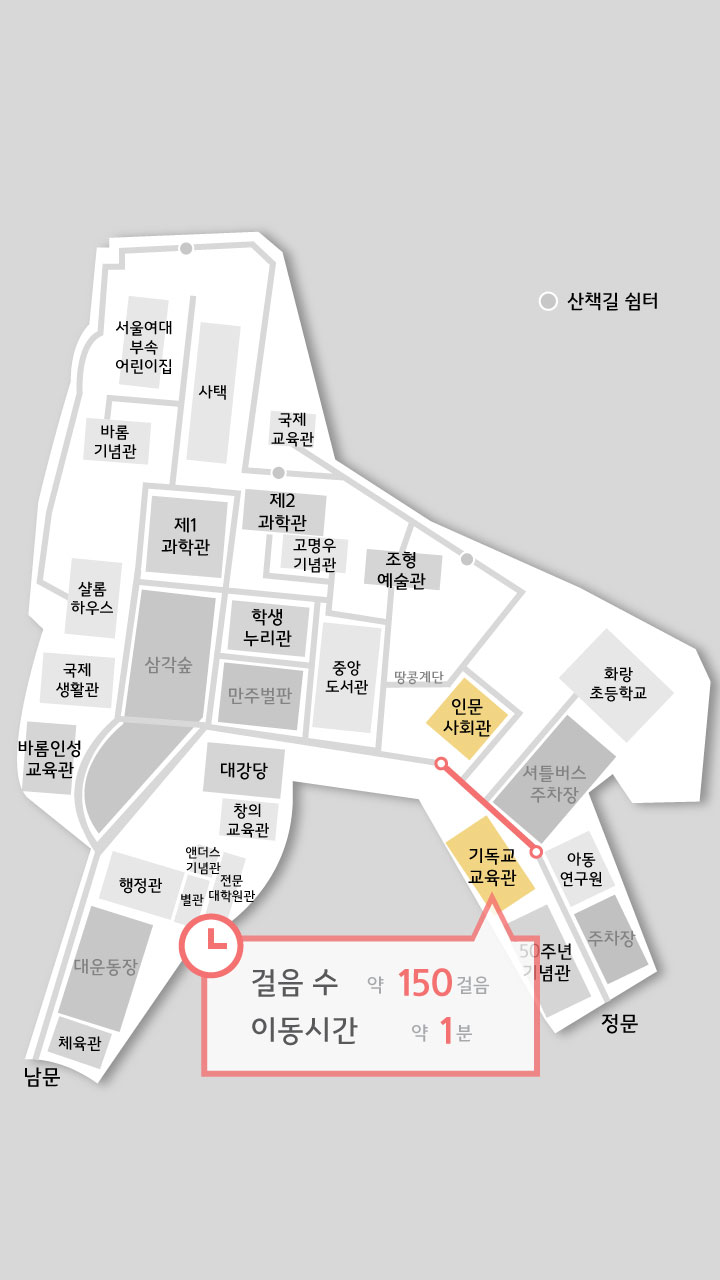 산책길 쉼터
서울여대
부속
어린이집
사택
국제
교육관
바롬
기념관
제2
과학관
제1
과학관
고명우
기념관
조형
예술관
샬롬
하우스
학생
누리관
중앙
도서관
삼각숲
땅콩계단
화랑
초등학교
국제
생활관
만주벌판
인문
사회관
바롬인성
교육관
대강당
셔틀버스
주차장
창의
교육관
앤더스
기념관
기독교
교육관
아동
연구원
행정관
별관
전문
대학원관
대운동장
50주년
기념관
주차장
걸음 수 약 150 걸음
이동시간 약 1 분
정문
체육관
남문